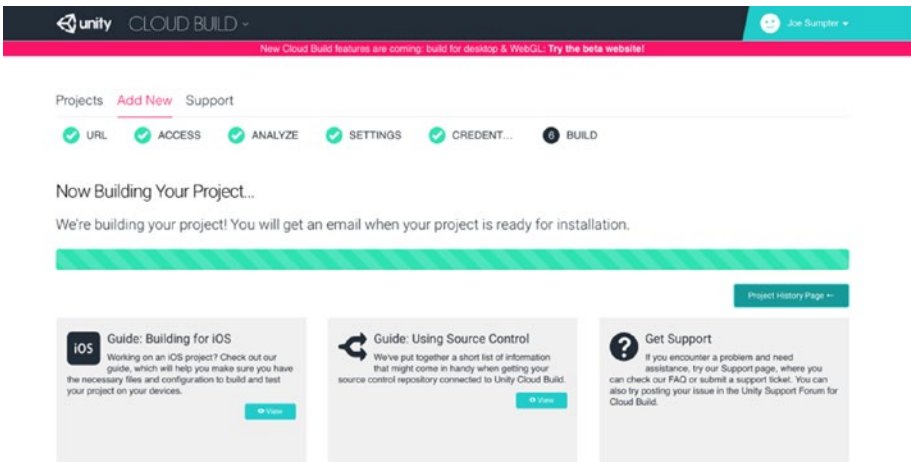 unity CLOUD BUILD
Joe Sumpter
New Cloud Build features are coming: build for desktop & WebGL: Try the beta website!
Projects Add New Support
URL ACCESS ANALYZE SETTINGS CREDENT... 6 BUILD
Now Building Your Project...
We're building your project! You will get an email when your project is ready for installation.
Project History Page ←
iOS
Guide: Building for iOS
Working on an iOS project? Check out our
guide, which will help you make sure you have
the necessary files and configuration to build and test
your project on your devices.
View
Guide: Using Source Control
We've put together a short list of information
that might come in handy when getting your
source control repository connected to Unity Cloud Build.
View
?
Get Support
If you encounter a problem and need
assistance, try our Support page, where you
can check our FAQ or submit a support ticket. You can
also try posting your issue in the Unity Support Forum for
Cloud Build.